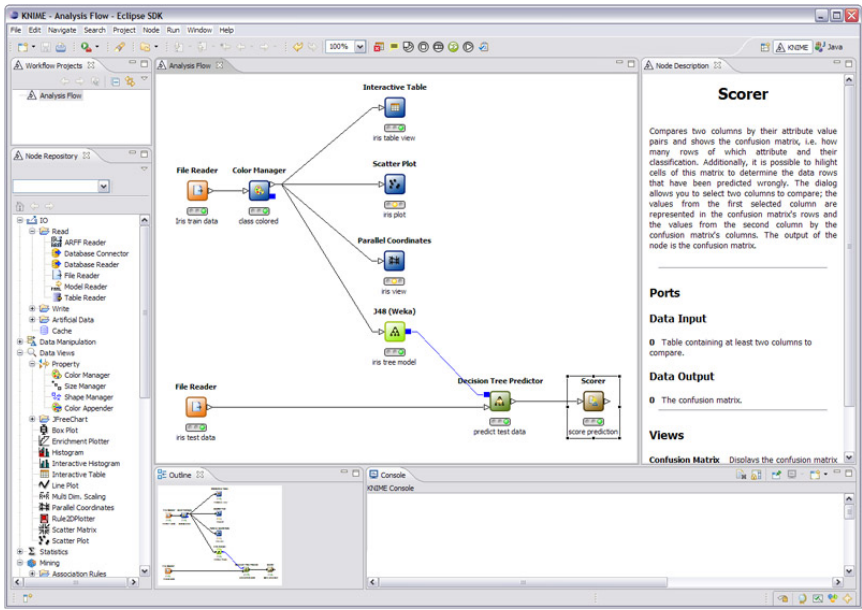 KNIME - Analysis Flow - Eclipse SDK
File Edit Navigate Search Project Node Run Window Help
100%
KNIME Java
Workflow Projects
Analysis Flow
Node Repository
IO
Read
ARFF Reader
Database Connector
Database Reader
File Reader
Model Reader
Table Reader
Write
Artificial Data
Cache
Data Manipulation
Data Views
Property
Color Manager
Size Manager
Shape Manager
Color Appender
JFreeChart
Box Plot
Enrichment Plotter
Histogram
Interactive Histogram
Interactive Table
Line Plot
Multi Dim. Scaling
Parallel Coordinates
Rule2DPlotter
Scatter Matrix
Scatter Plot
Statistics
Mining
Association Rules
Analysis Flow
Interactive Table
iris table view
File Reader
Iris train data
Color Manager
class colored
Scatter Plot
iris plot
Parallel Coordinates
iris view
J48 (Weka)
iris tree model
File Reader
iris test data
Decision Tree Predictor
predict test data
Scorer
score prediction
Node Description
Scorer
Compares two columns by their attribute value
pairs and shows the confusion matrix, i.e. how
many rows of which attribute and their
classification. Additionally, it is possible to hilight
cells of this matrix to determine the data rows
that have been predicted wrongly. The dialog
allows you to select two columns to compare; the
values from the first selected column are
represented in the confusion matrix's rows and
the values from the second column by the
confusion matrix's columns. The output of the
node is the confusion matrix.
Ports
Data Input
0 Table containing at least two columns to
compare.
Data Output
0 The confusion matrix.
Views
Confusion Matrix Displays the confusion matrix
Outline
Console
KNIME Console